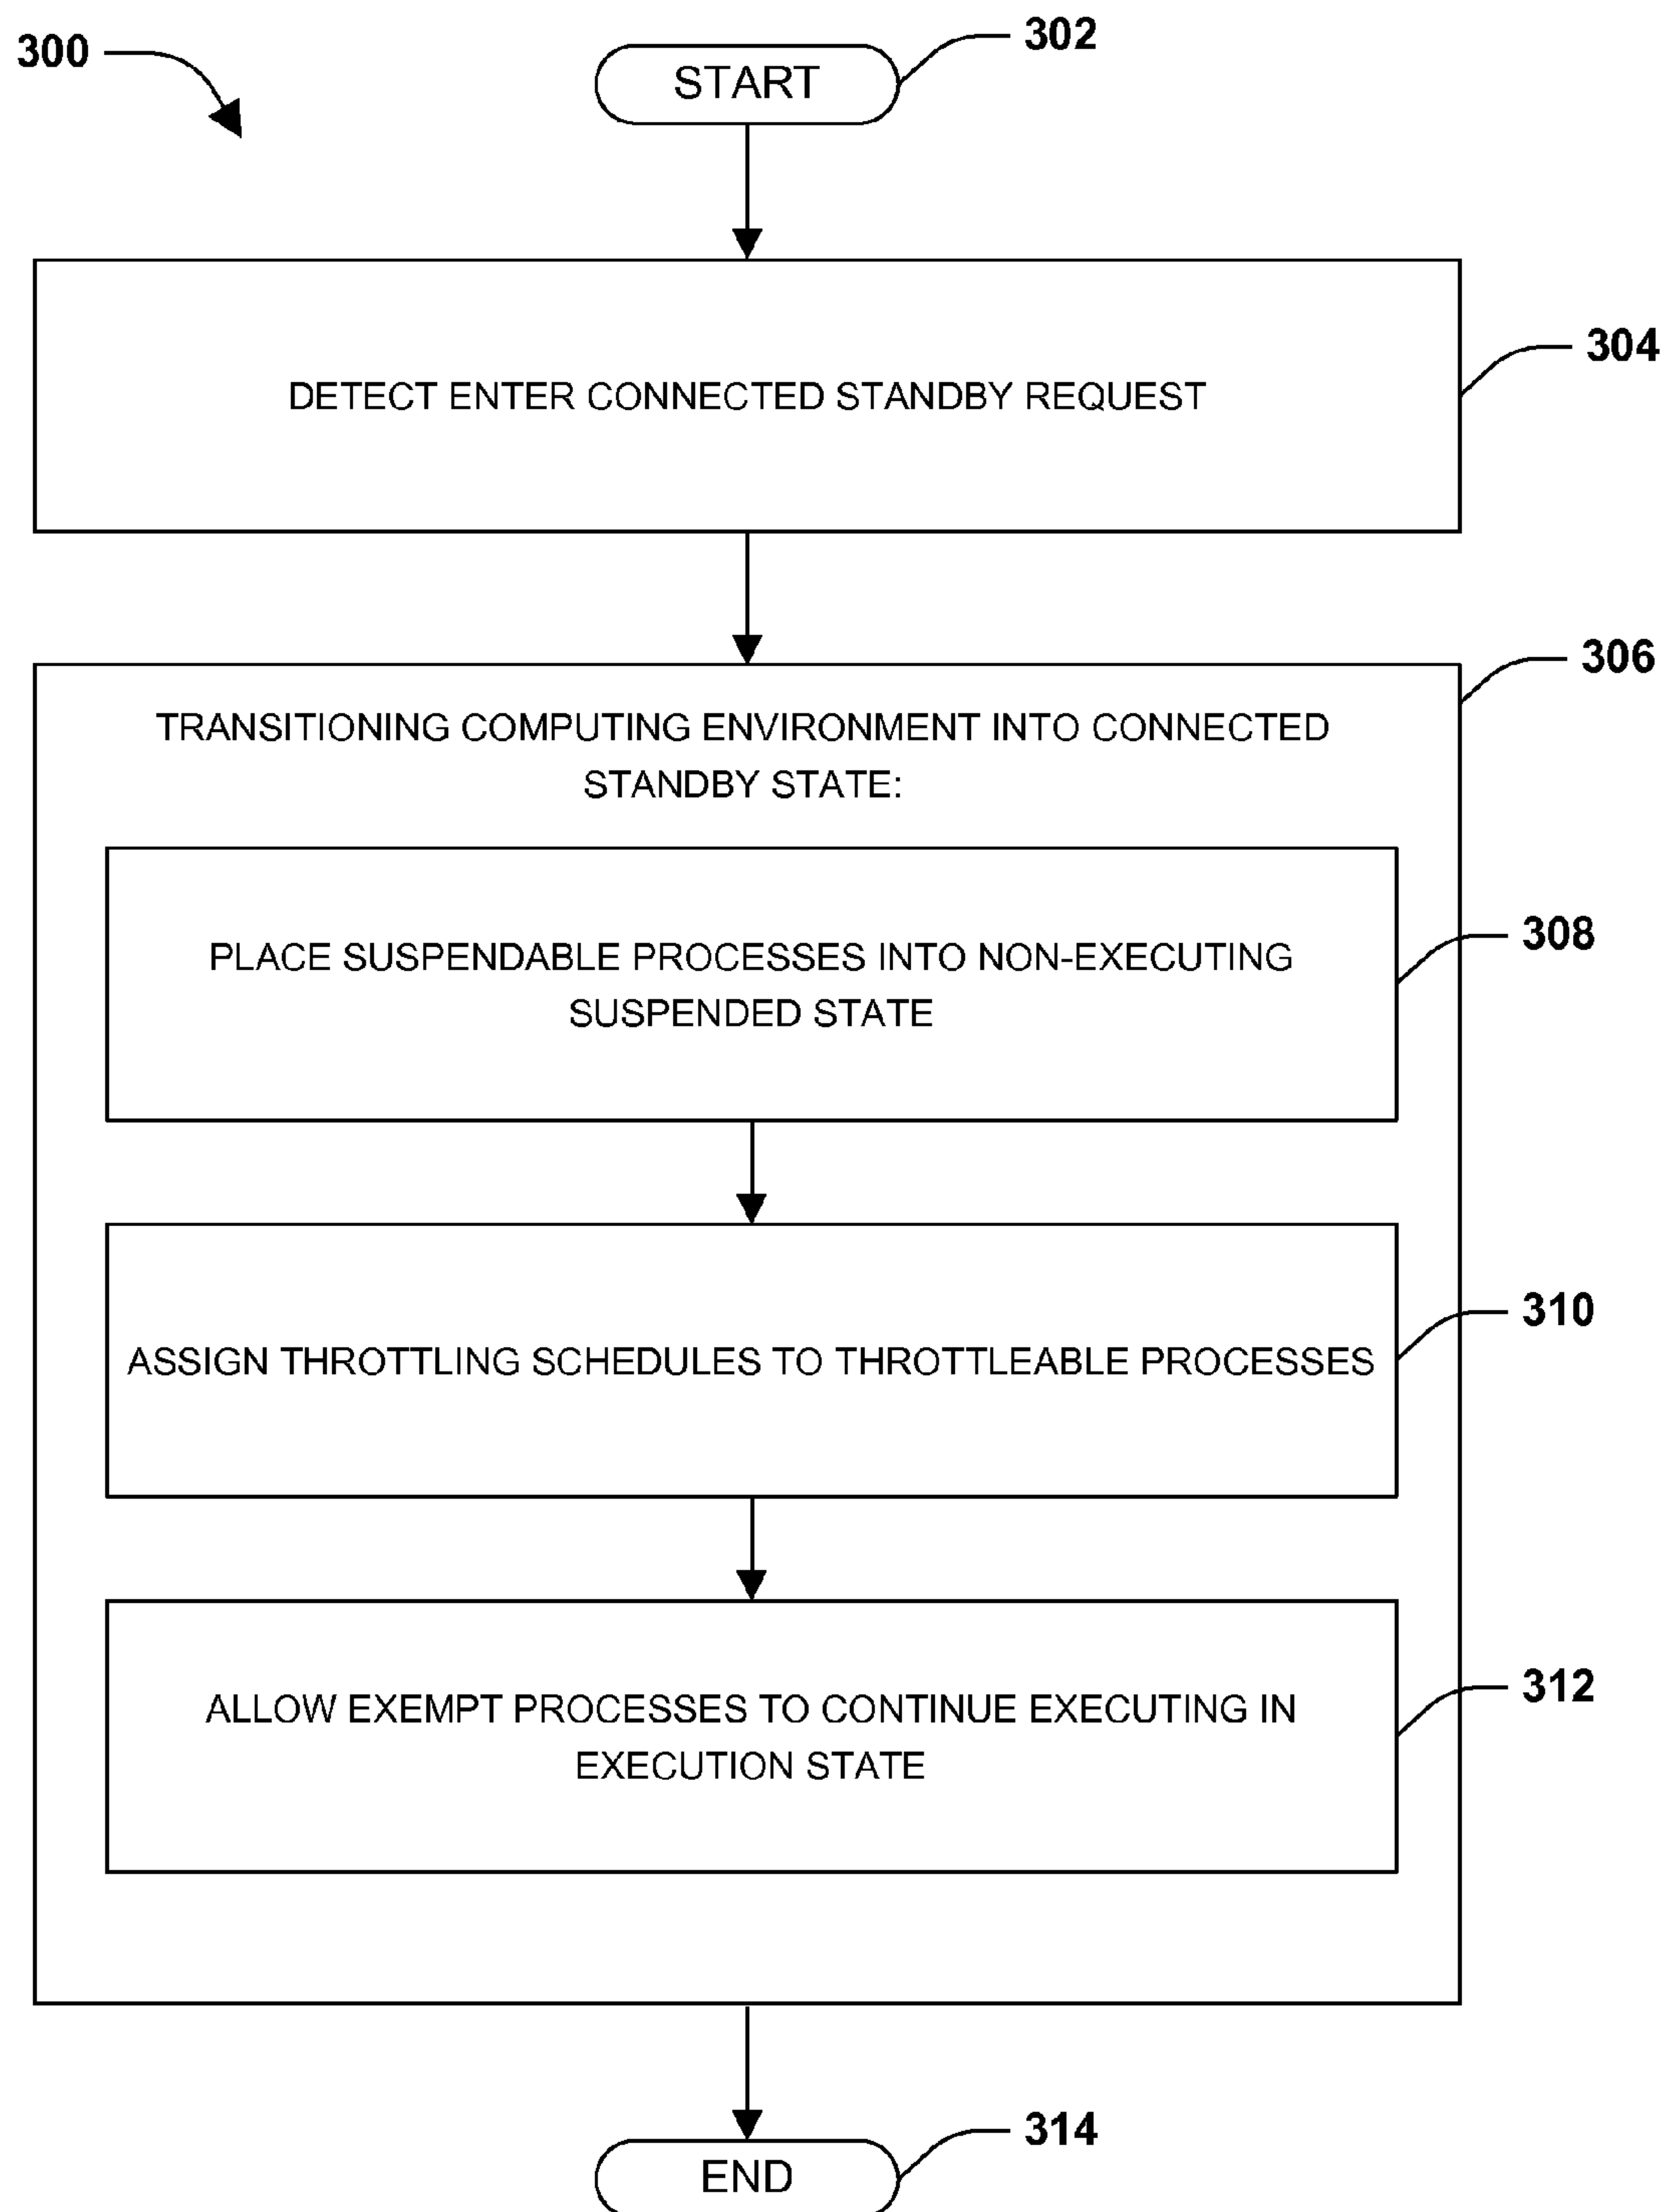 300
302
START
304
DETECT ENTER CONNECTED STANDBY REQUEST
306
TRANSITIONING COMPUTING ENVIRONMENT INTO CONNECTED
STANDBY STATE:
308
PLACE SUSPENDABLE PROCESSES INTO NON-EXECUTING
SUSPENDED STATE
310
ASSIGN THROTTLING SCHEDULES TO THROTTLEABLE PROCESSES
312
ALLOW EXEMPT PROCESSES TO CONTINUE EXECUTING IN
EXECUTION STATE
314
END